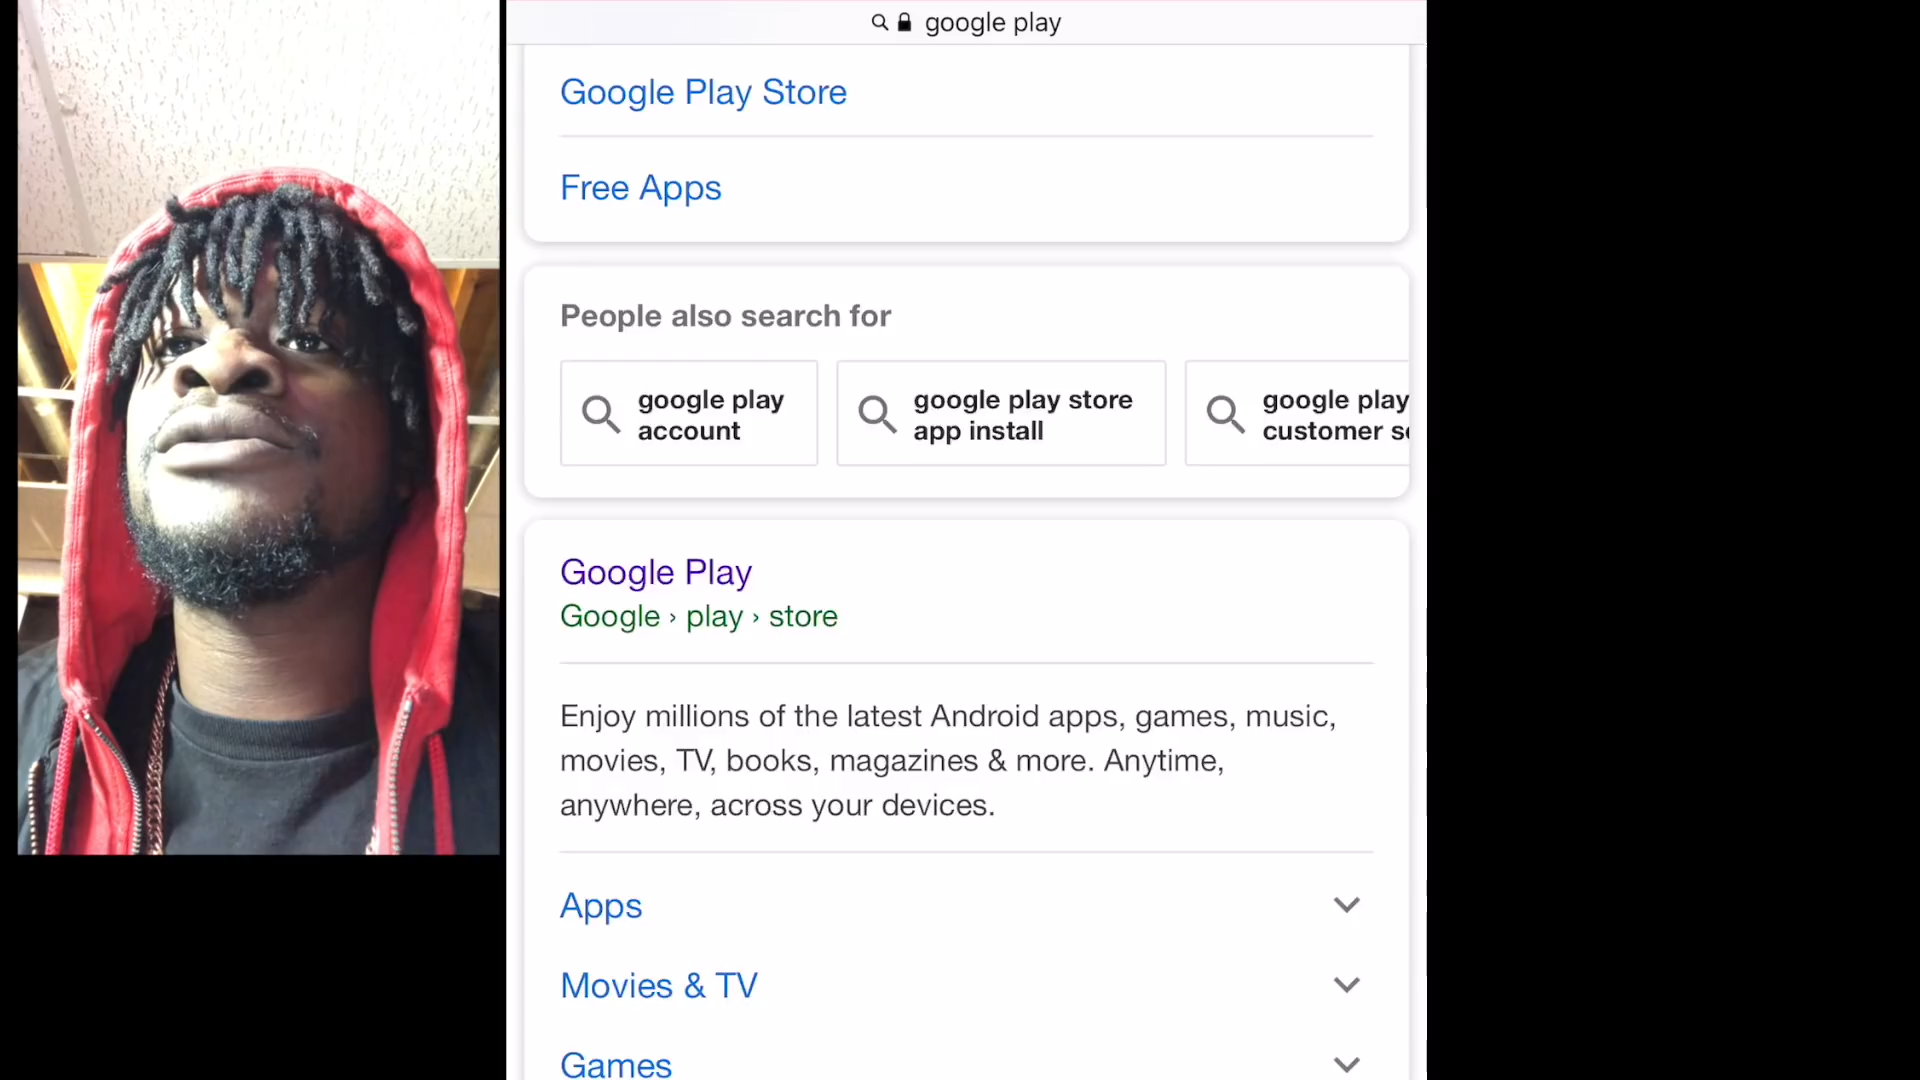 google play
Google Play Store
Free Apps
People also search for
google play
account
google play store
app install
google play
customer
Google Play
Google › play › store
Enjoy millions of the latest Android apps, games, music,
movies, TV, books, magazines & more. Anytime,
anywhere, across your devices.
Apps
Movies & TV
Games